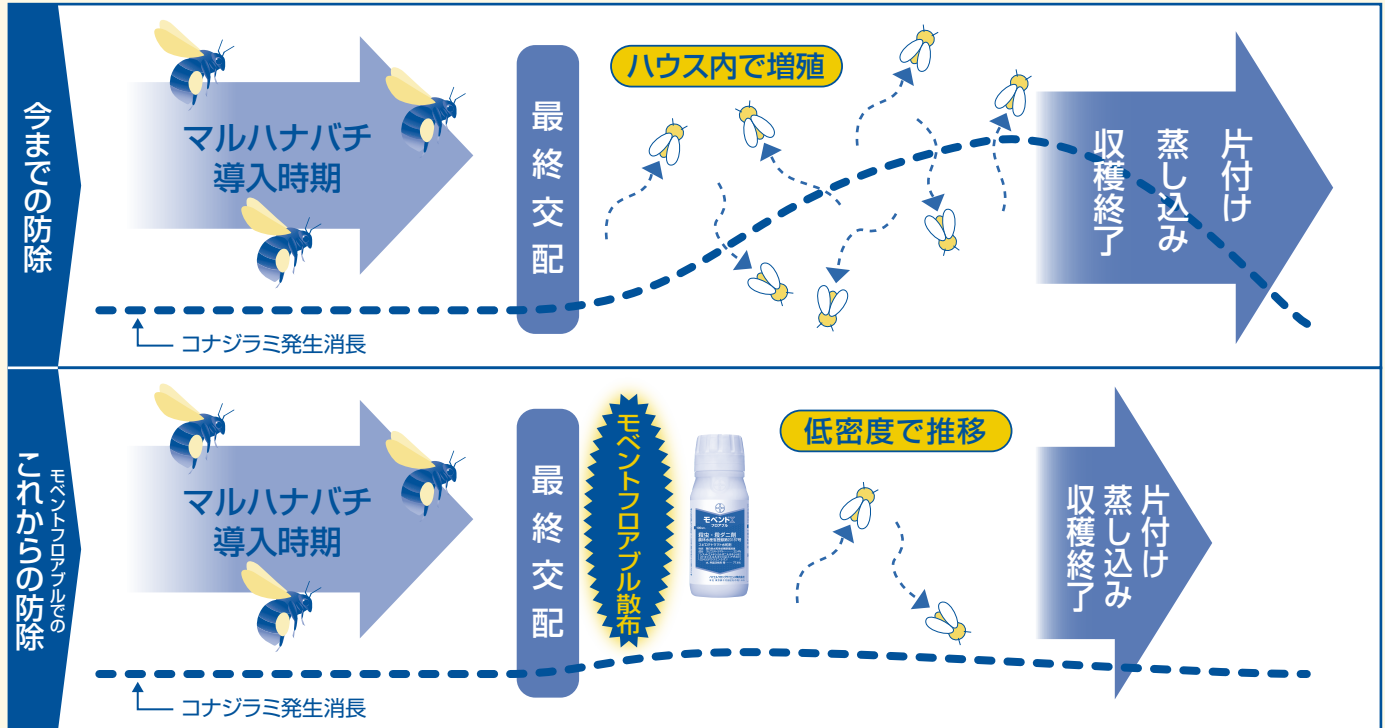 今までの防除
マルハナバチ
導入時期
最終交配
ハウス内で増殖
収穫終了
蒸し込み
片付け
コナジラミ発生消長
モベントフロアブルでの
これからの防除
マルハナバチ
導入時期
最終交配
モベントフロアブル散布
モベント
フロアブル
殺虫・殺ダニ剤
低密度で推移
収穫終了
蒸し込み
片付け
コナジラミ発生消長